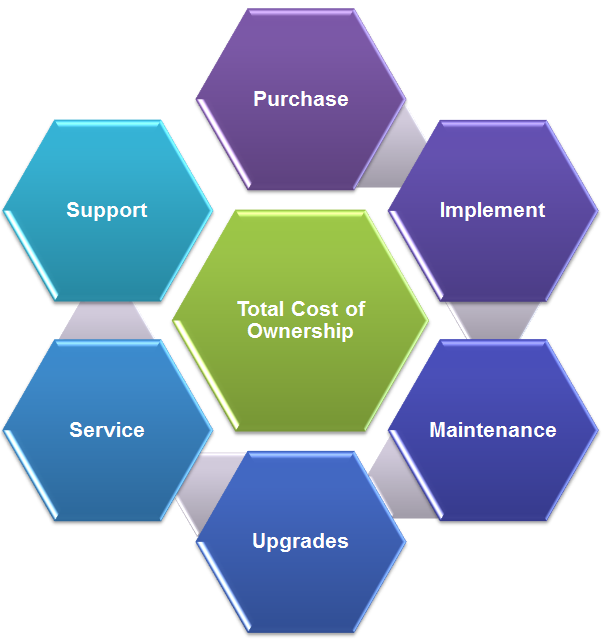 Purchase
Implement
Maintenance
Upgrades
Service
Support
Total Cost of
Ownership